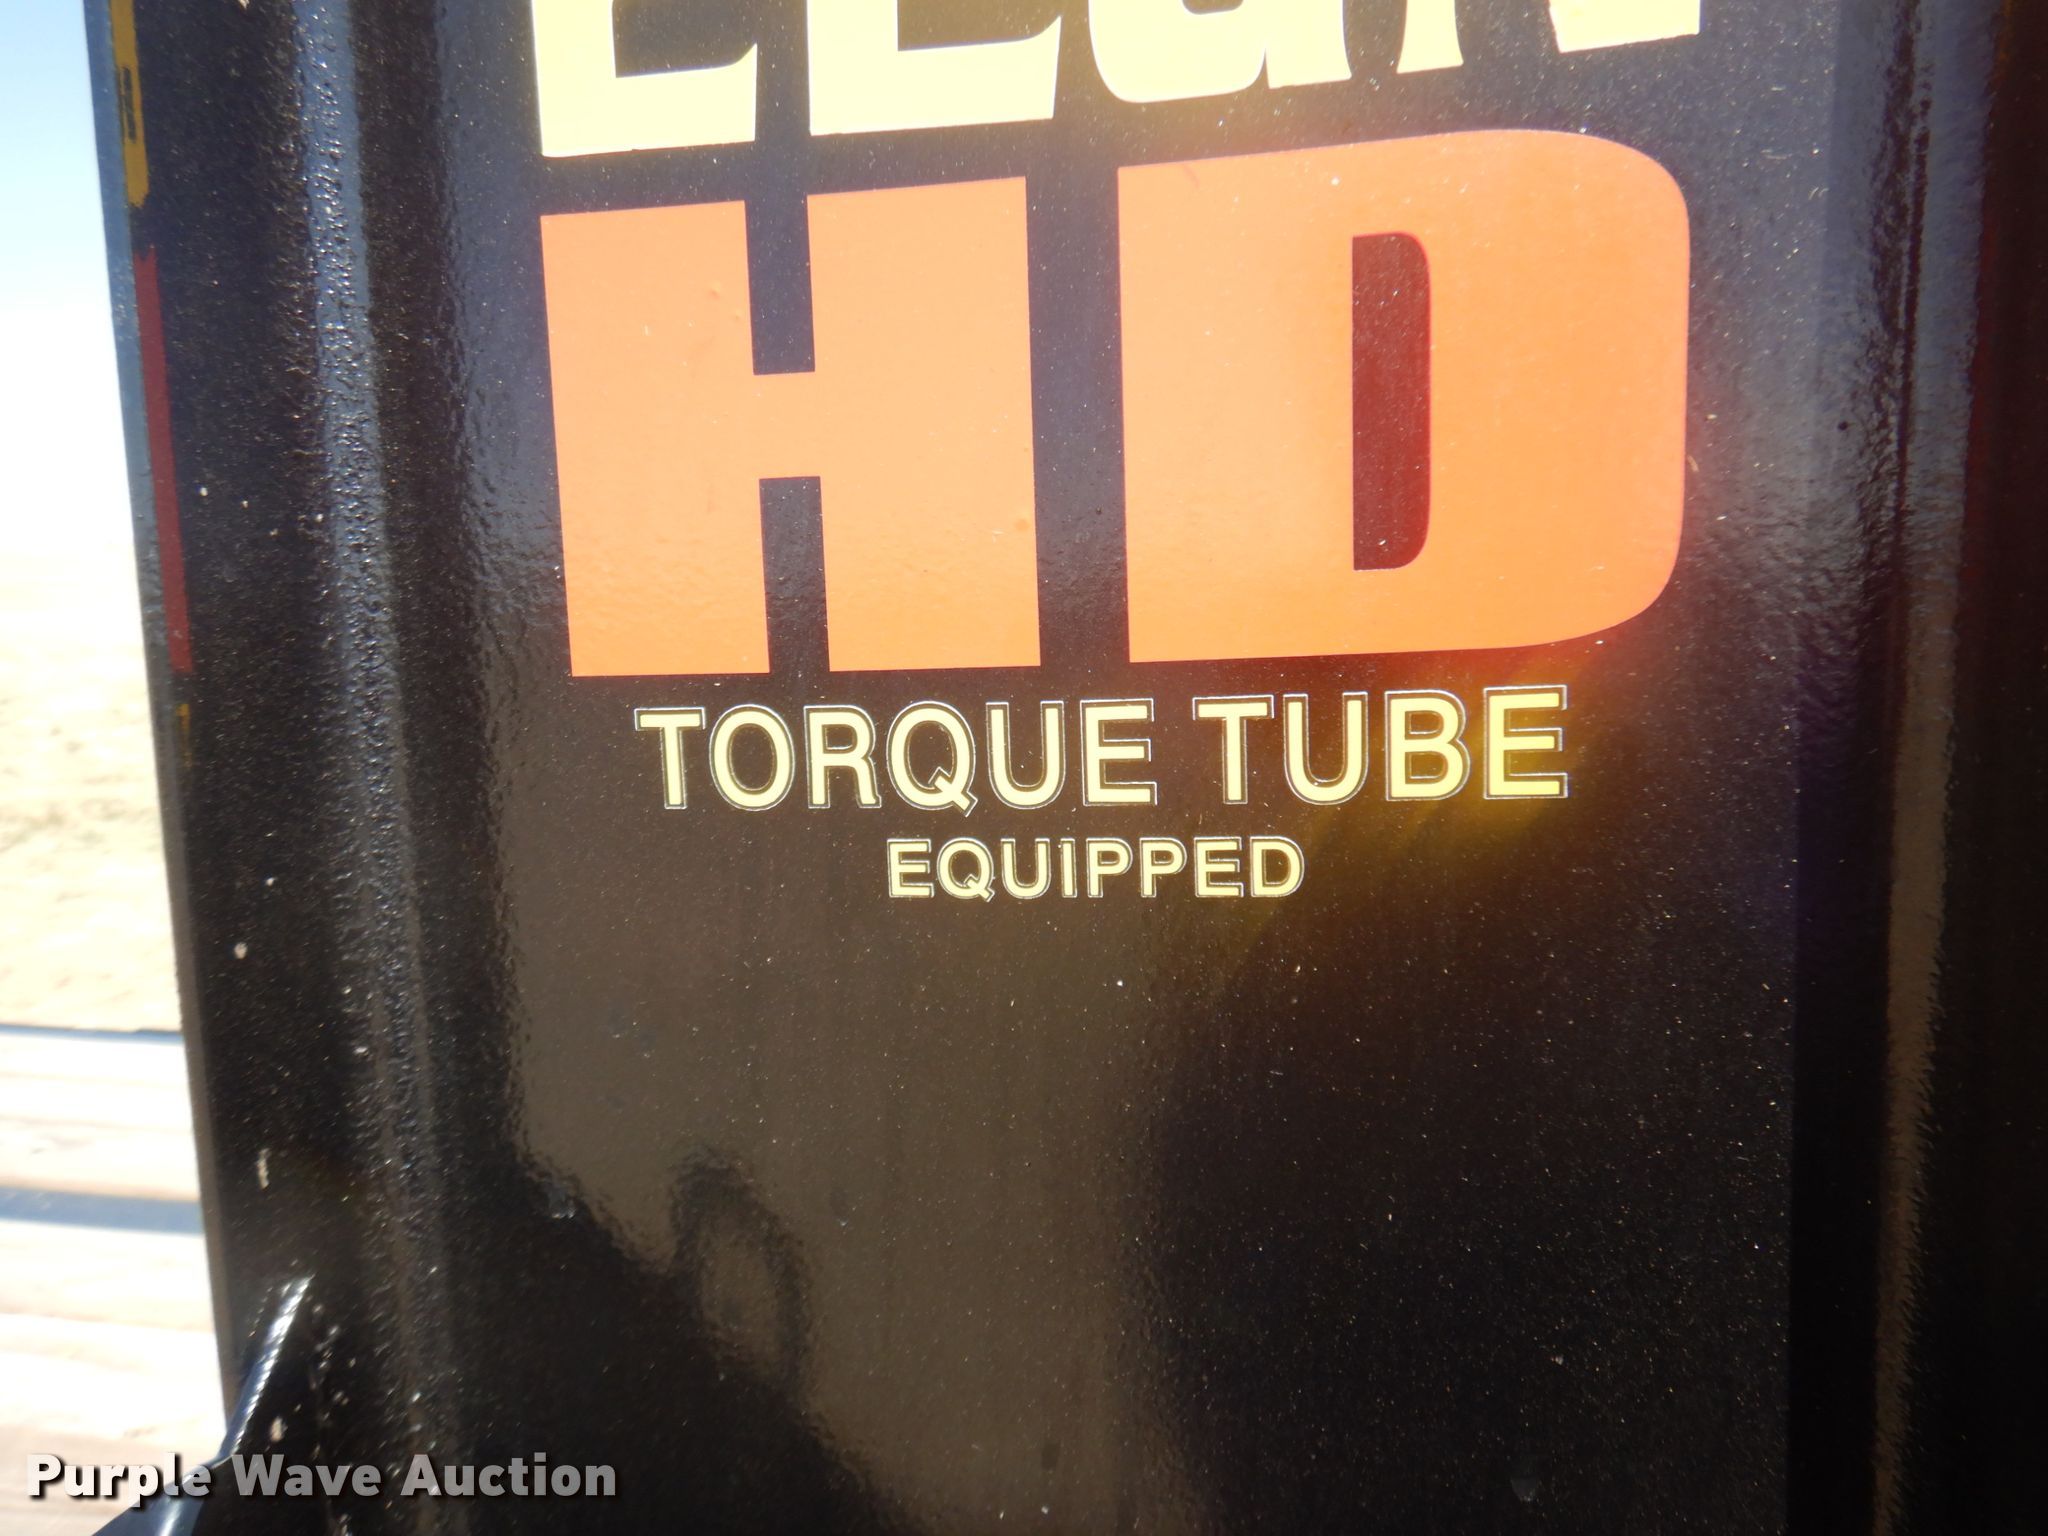 HD
TORQUE TUBE
EQUIPPED
Purple Wave Auction